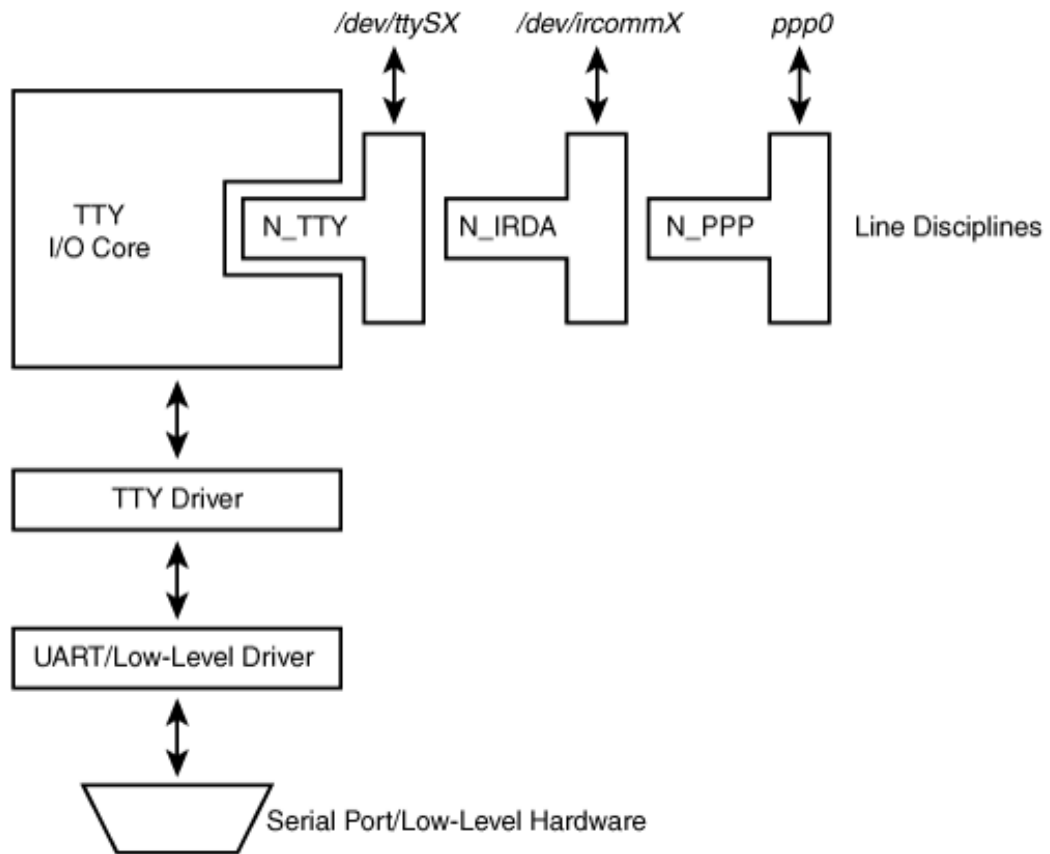 /dev/ttySX
/dev/ircommX
ppp0
TTY
I/O Core
N_TTY
N_IRDA
N_PPP
Line Disciplines
TTY Driver
UART/Low-Level Driver
Serial Port/Low-Level Hardware